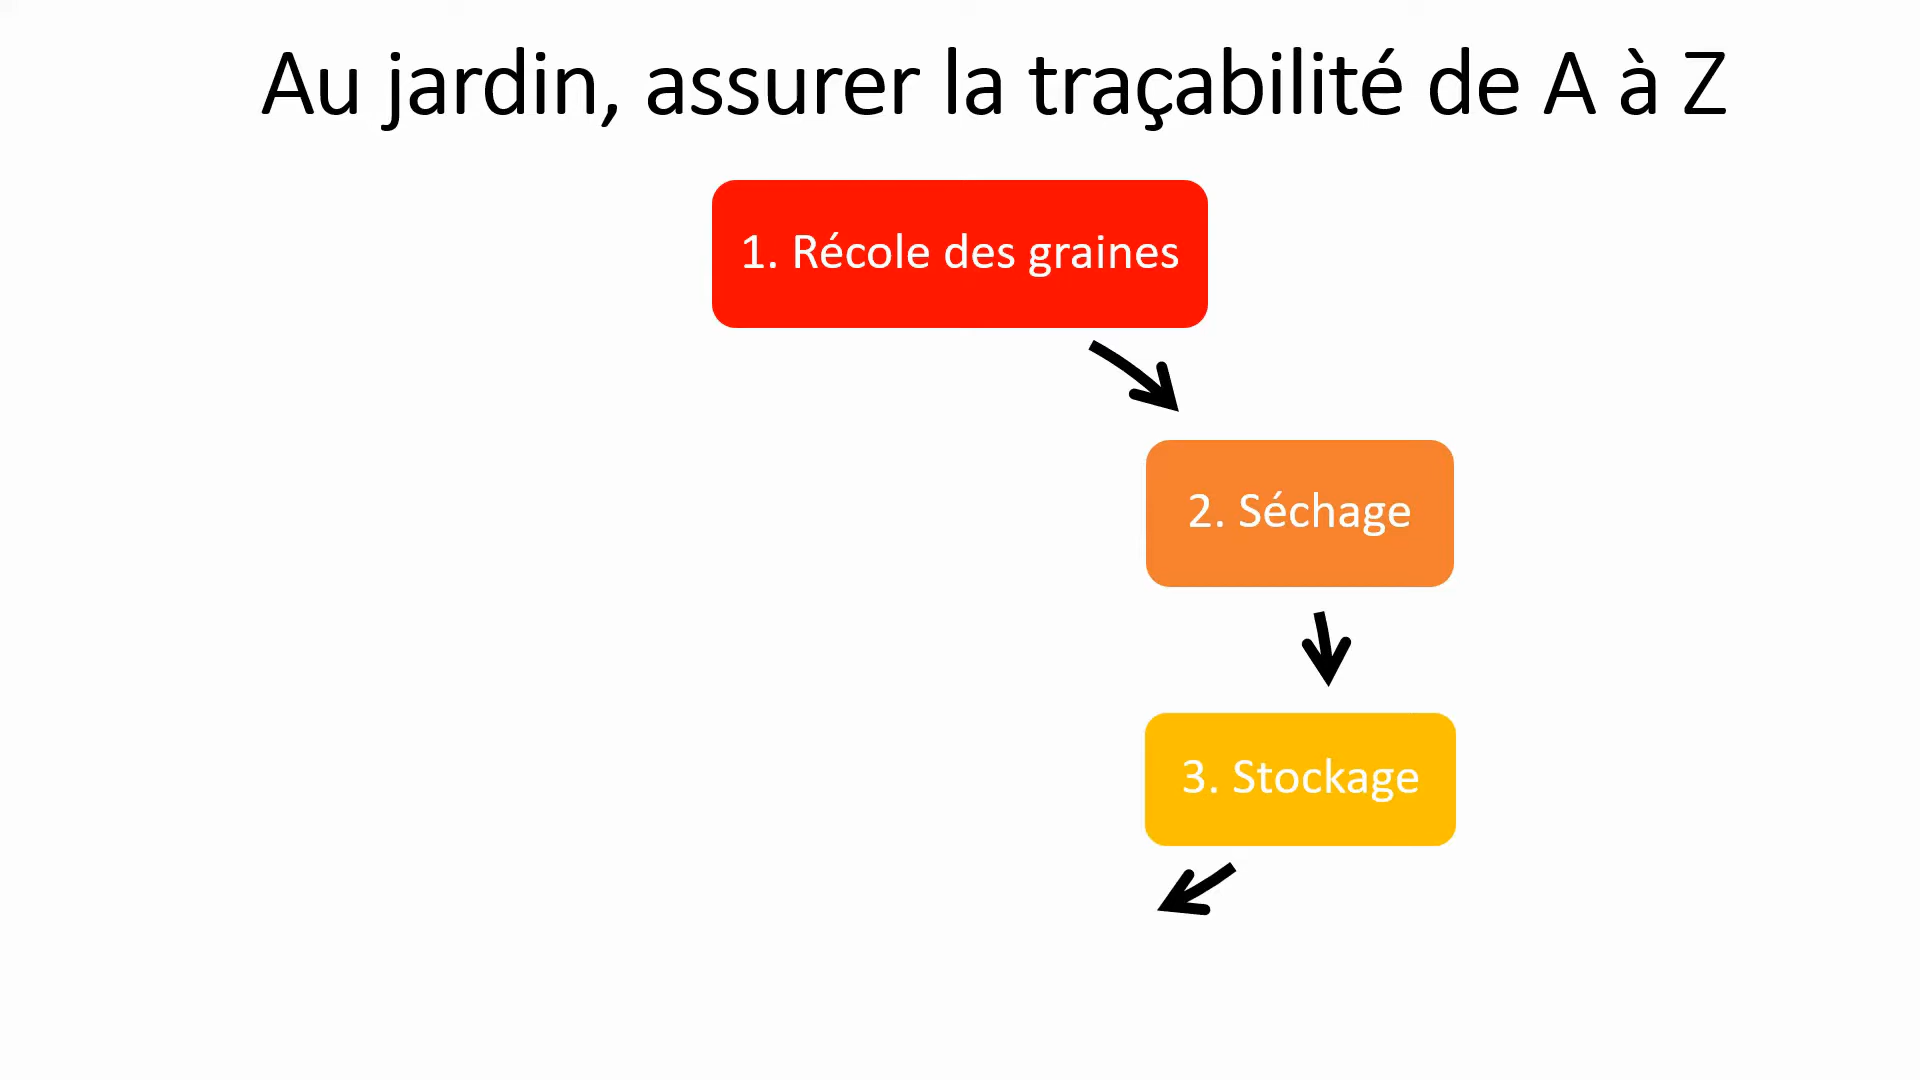 Au jardin, assurer la traçabilité de A à Z
1. Récole des graines
2. Séchage
3. Stockage